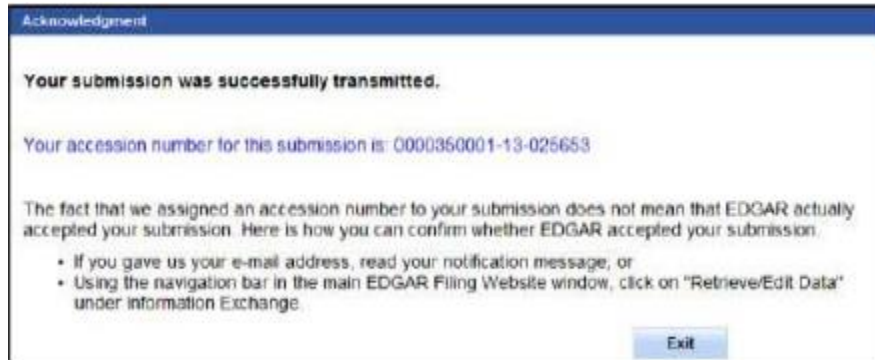 Acknowledgment
Your submission was successfully transmitted.
Your accession number for this submission is: 0000350001-13-025653
The fact that we assigned an accession number to your submission does not mean that EDGAR actually
accepted your submission. Here is how you can confirm whether EDGAR accepted your submission.
• If you gave us your e-mail address, read your notification message; or
• Using the navigation bar in the main EDGAR Filing Website window, click on "Retrieve/Edit Data"
under Information Exchange.
Exit